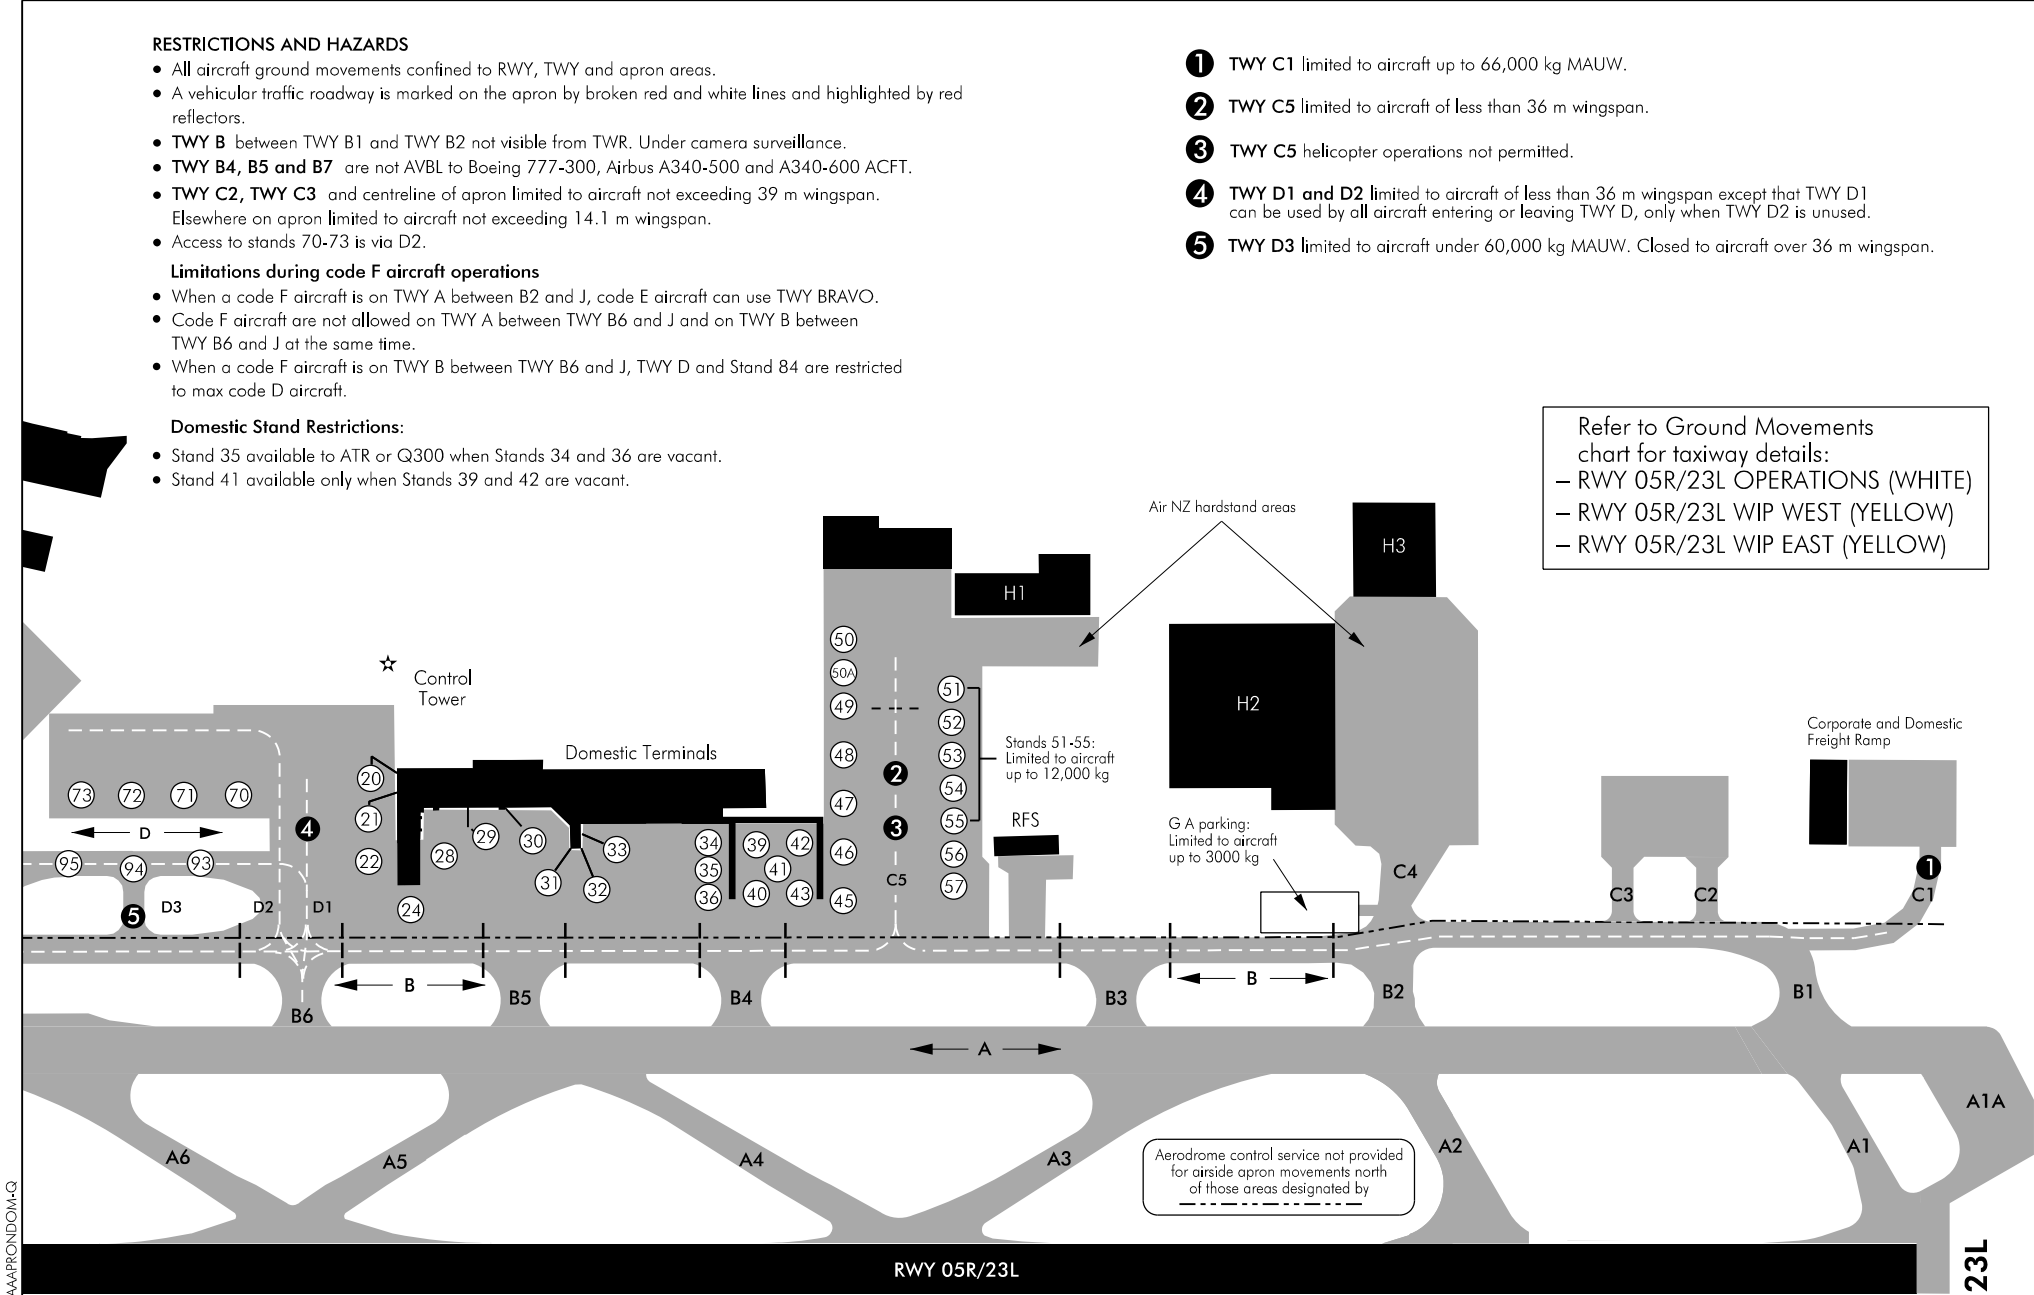 RESTRICTIONS AND HAZARDS
• All aircraft ground movements confined to RWY, TWY and apron areas.
• A vehicular traffic roadway is marked on the apron by broken red and white lines and highlighted by red
reflectors.
• TWY B between TWY B1 and TWY B2 not visible from TWR. Under camera surveillance.
• TWY B4, B5 and B7 are not AVBL to Boeing 777-300, Airbus A340-500 and A340-600 ACFT.
• TWY C2, TWY C3 and centreline of apron limited to aircraft not exceeding 39 m wingspan.
Elsewhere on apron limited to aircraft not exceeding 14.1 m wingspan.
• Access to stands 70-73 is via D2.
Limitations during code F aircraft operations
• When a code F aircraft is on TWY A between B2 and J, code E aircraft can use TWY BRAVO.
• Code F aircraft are not allowed on TWY A between TWY B6 and J and on TWY B between
TWY B6 and J at the same time.
• When a code F aircraft is on TWY B between TWY B6 and J, TWY D and Stand 84 are restricted
to max code D aircraft.
Domestic Stand Restrictions:
• Stand 35 available to ATR or Q300 when Stands 34 and 36 are vacant.
• Stand 41 available only when Stands 39 and 42 are vacant.
1 TWY C1 limited to aircraft up to 66,000 kg MAUW.
2 TWY C5 limited to aircraft of less than 36 m wingspan.
3 TWY C5 helicopter operations not permitted.
4 TWY D1 and D2 limited to aircraft of less than 36 m wingspan except that TWY D1
can be used by all aircraft entering or leaving TWY D, only when TWY D2 is unused.
5 TWY D3 limited to aircraft under 60,000 kg MAUW. Closed to aircraft over 36 m wingspan.
Refer to Ground Movements
chart for taxiway details:
– RWY 05R/23L OPERATIONS (WHITE)
– RWY 05R/23L WIP WEST (YELLOW)
– RWY 05R/23L WIP EAST (YELLOW)
Air NZ hardstand areas
H3
H1
H2
Control
Tower
Domestic Terminals
50
50A
49
48
47
46
45
51
52
53
54
55
56
57
Stands 51-55:
Limited to aircraft
up to 12,000 kg
RFS
G A parking:
Limited to aircraft
up to 3000 kg
Corporate and Domestic
Freight Ramp
2
3
C5
20
21
22
24
28
29
30
31
32
33
34
35
36
39
40
41
42
43
73
72
71
70
D
4
95
94
93
5
D3
D2
D1
C4
C3
C2
1
C1
B
B
B6
B5
B4
B3
B2
B1
A
A6
A5
A4
A3
A2
A1
A1A
Aerodrome control service not provided
for airside apron movements north
of those areas designated by
RWY 05R/23L
23L
AAAPRONDOM-Q